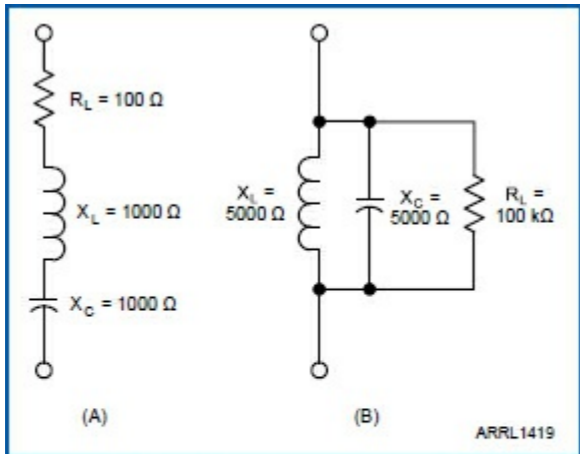 R_L = 100 Ω
X_L = 1000 Ω
X_C = 1000 Ω
(A)
X_L =
5000 Ω
X_C =
5000 Ω
R_L =
100 kΩ
(B)
ARRL1419